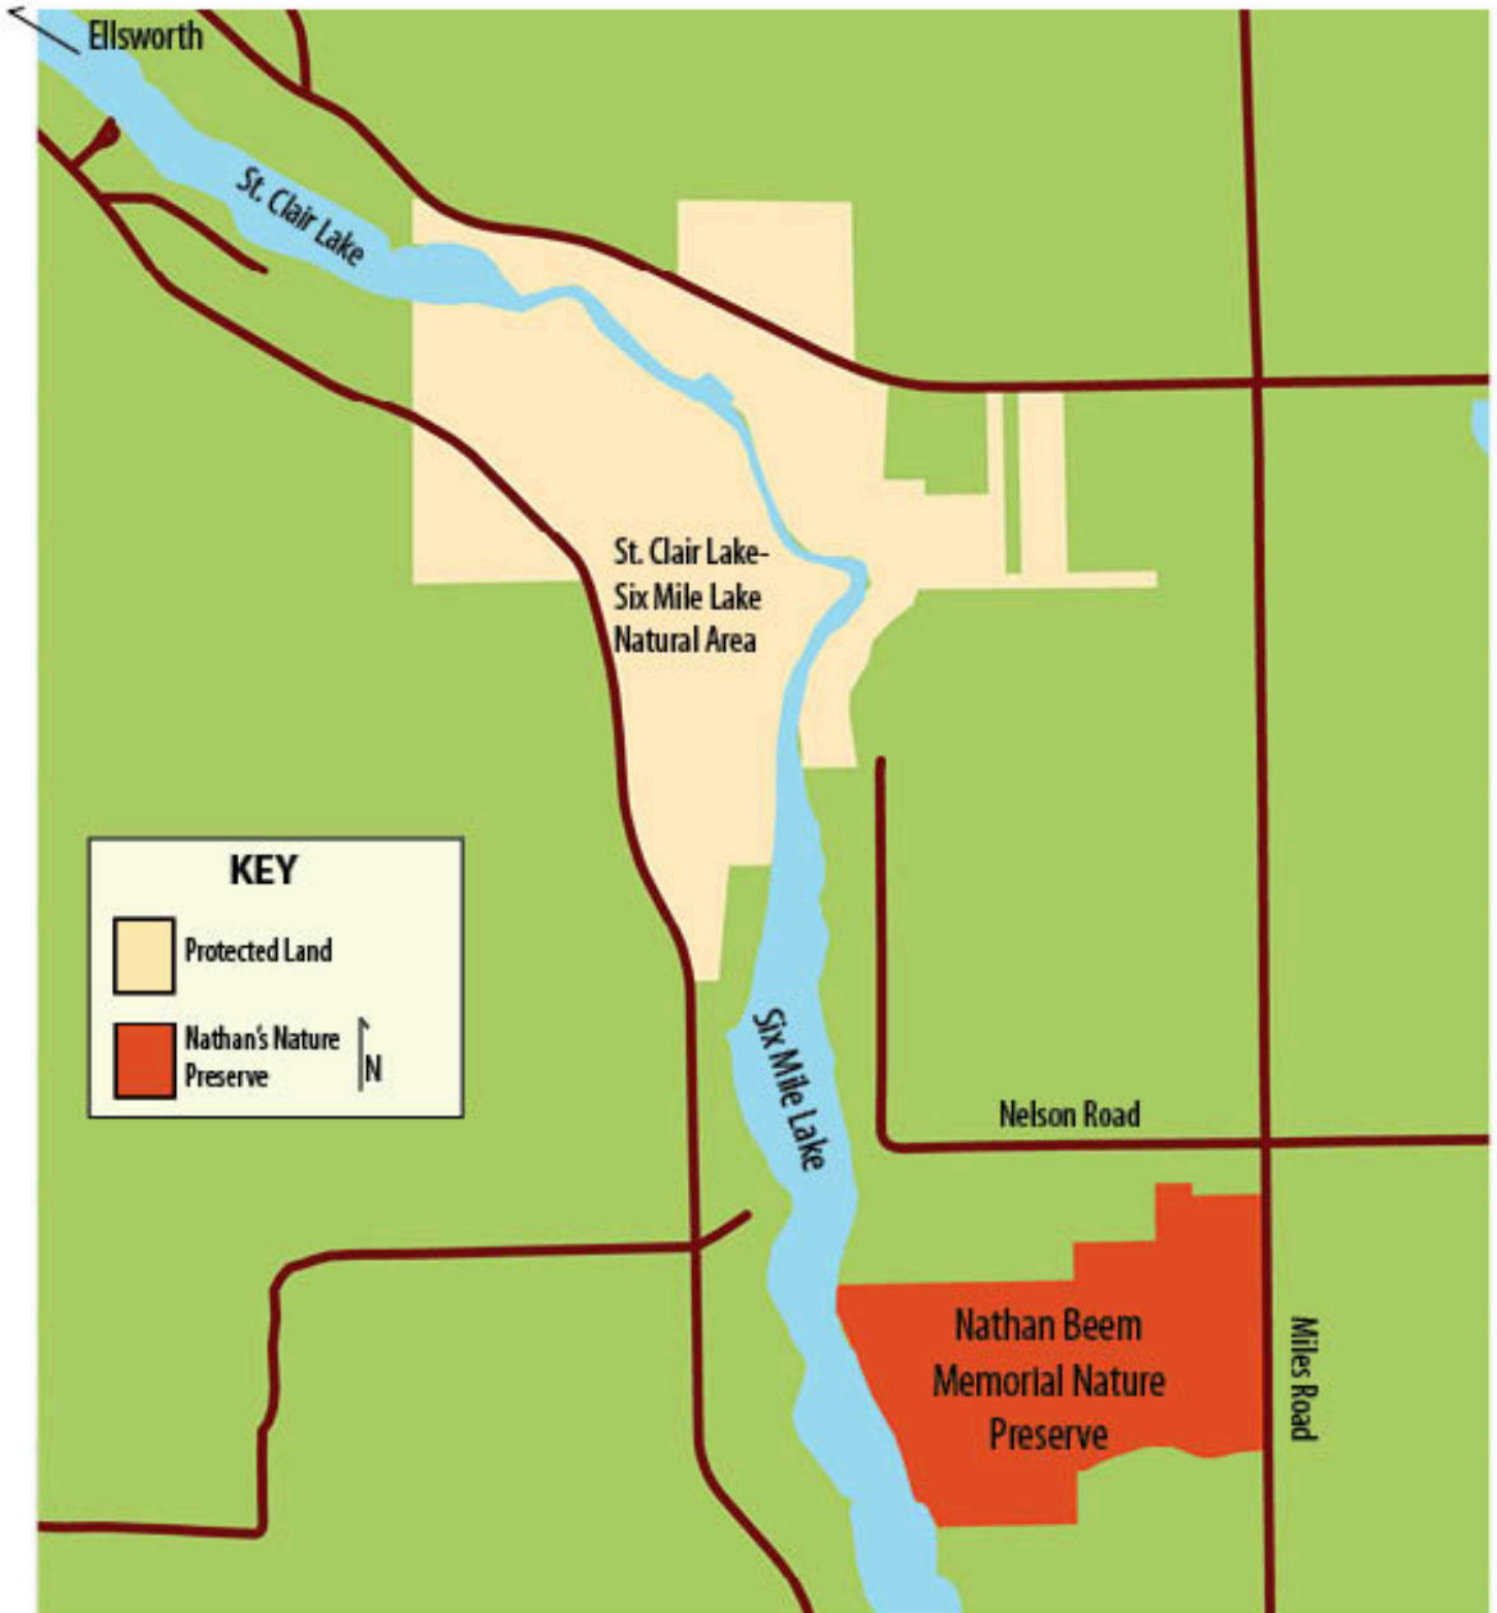 Ellsworth
St. Clair Lake
St. Clair Lake-
Six Mile Lake
Natural Area
KEY
Protected Land
Nathan's Nature
Preserve
N
Six Mile Lake
Nelson Road
Nathan Beem
Memorial Nature
Preserve
Miles Road